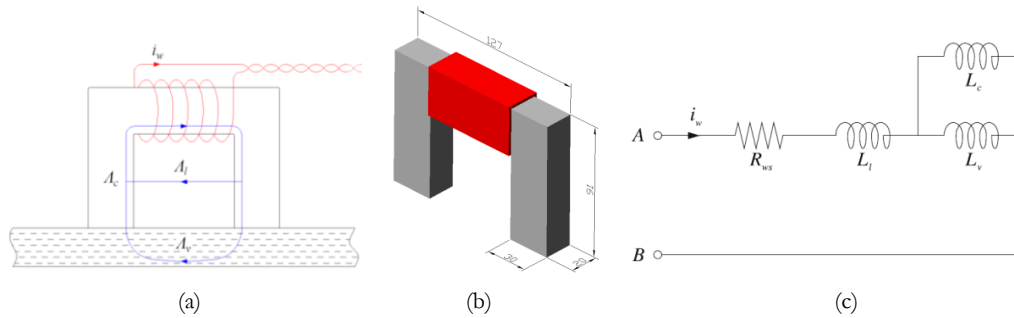 i_w
Λ_c
Λ_l
Λ_v
(a)
127
91
30
20
(b)
A
i_w
R_ws
L_l
L_c
L_v
B
(c)